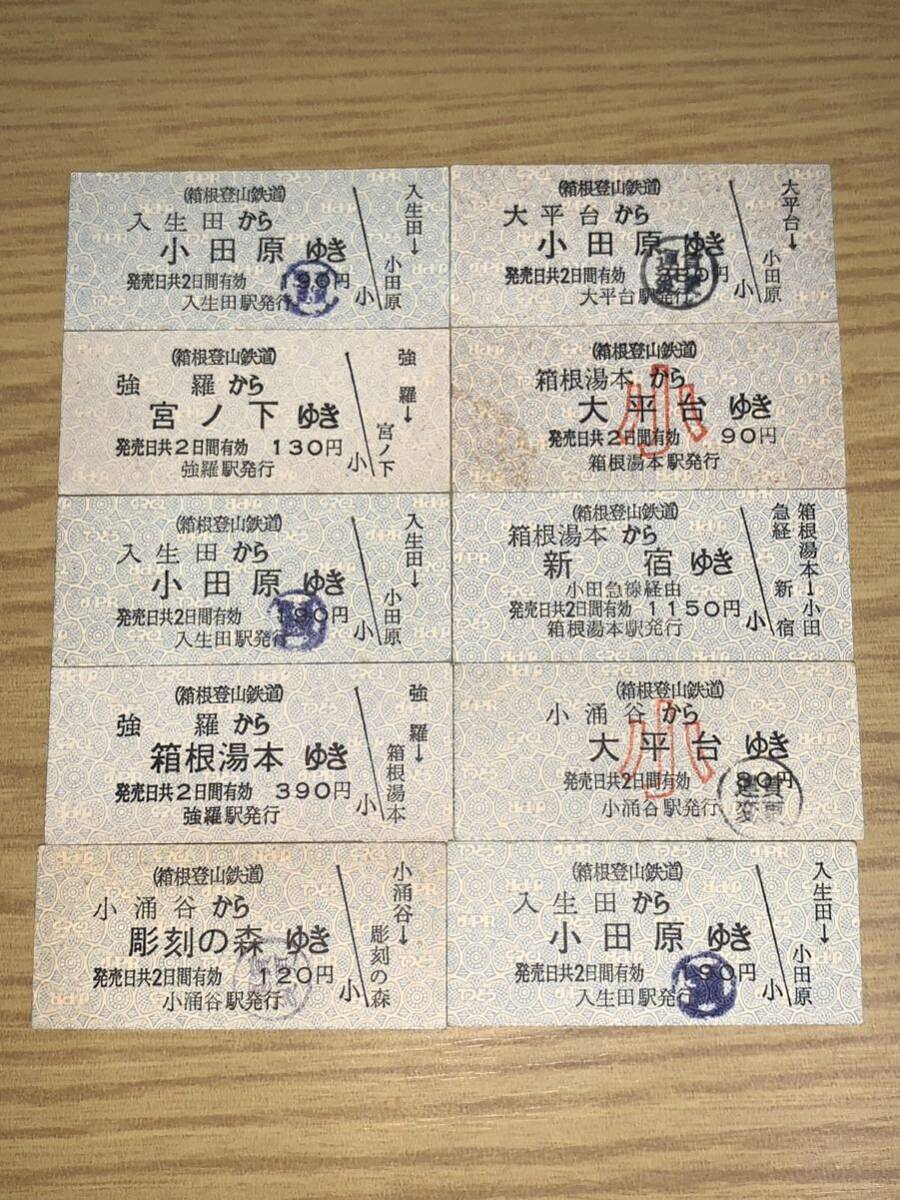 (箱根登山鉄道)
入生田から
小田原ゆき
発売日共2日間有効 190円
入生田駅発行
小
入生田→小田原
(箱根登山鉄道)
大平台から
小田原ゆき
発売日共2日間有効
大平台駅発行
小
大平台→小田原
運賃変更
(箱根登山鉄道)
強羅から
宮ノ下ゆき
発売日共2日間有効 130円
強羅駅発行
小
強羅→宮ノ下
(箱根登山鉄道)
箱根湯本から
大平台ゆき
発売日共2日間有効 90円
箱根湯本駅発行
小
(箱根登山鉄道)
入生田から
小田原ゆき
発売日共2日間有効 190円
入生田駅発行
小
入生田→小田原
(箱根登山鉄道)
箱根湯本から
新宿ゆき
小田急線経由
発売日共2日間有効 1150円
箱根湯本駅発行
小
箱根湯本→小田
急経 新宿
(箱根登山鉄道)
強羅から
箱根湯本ゆき
発売日共2日間有効 390円
強羅駅発行
小
強羅→箱根湯本
(箱根登山鉄道)
小涌谷から
大平台ゆき
発売日共2日間有効 80円
小涌谷駅発行
小
運賃変更
(箱根登山鉄道)
小涌谷から
彫刻の森ゆき
発売日共2日間有効 120円
小涌谷駅発行
小
小涌谷→彫刻の森
(箱根登山鉄道)
入生田から
小田原ゆき
発売日共2日間有効 190円
入生田駅発行
小
入生田→小田原